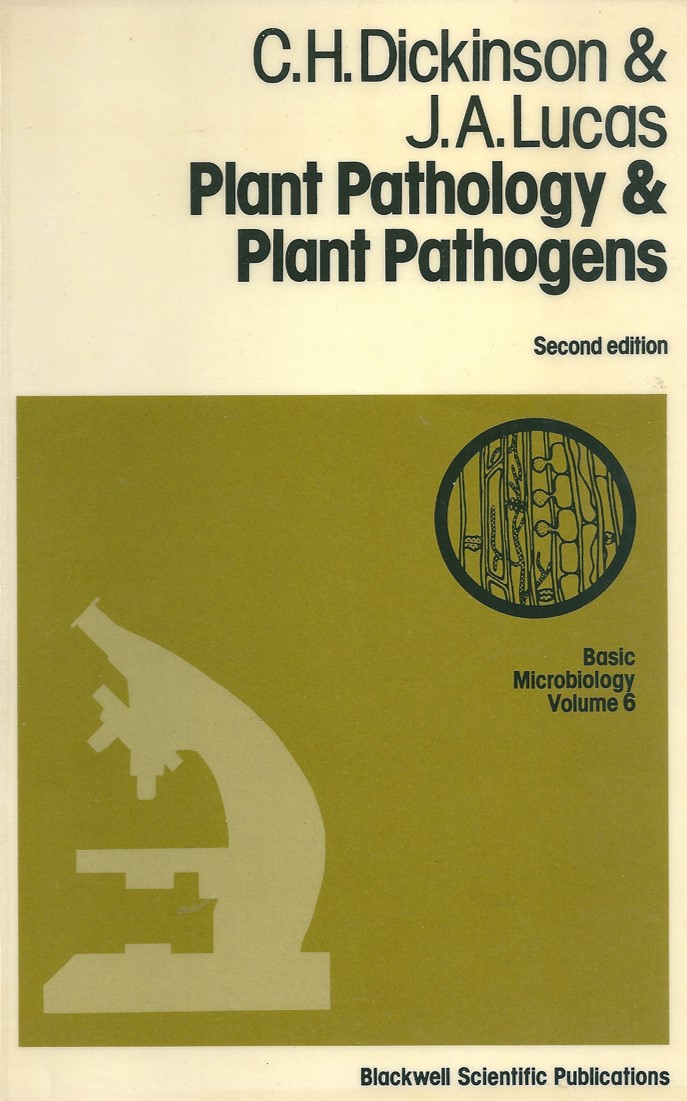 C.H.Dickinson &
J.A.Lucas
Plant Pathology &
Plant Pathogens
Second edition
Basic
Microbiology
Volume 6
Blackwell Scientific Publications